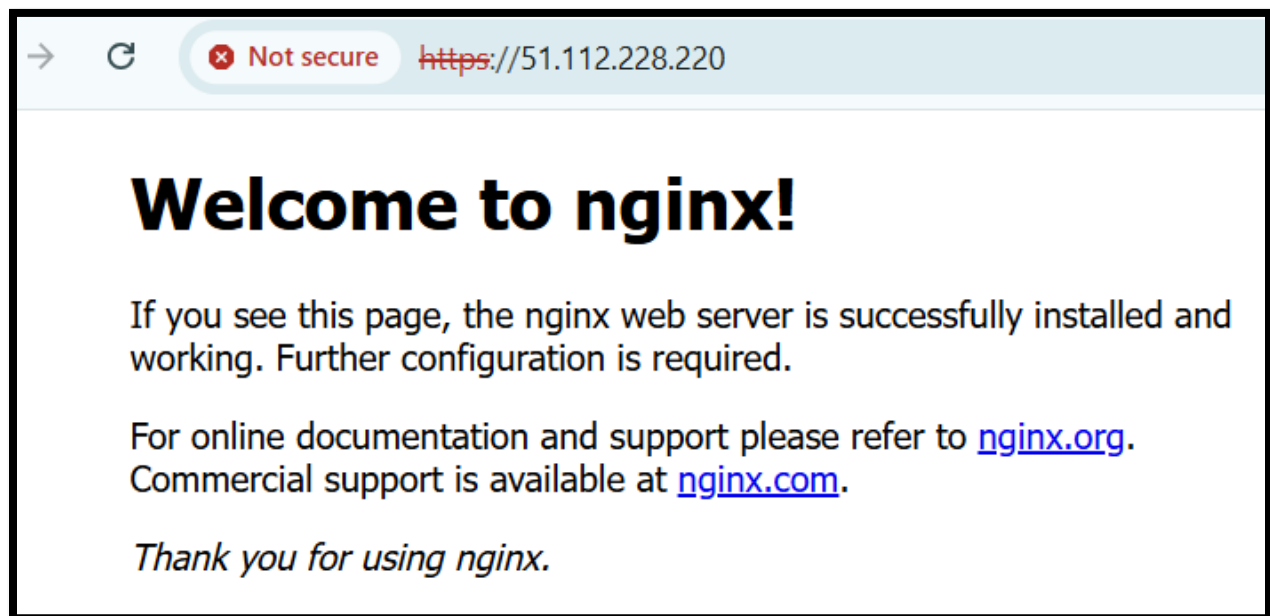 Not secure https://51.112.228.220
Welcome to nginx!
If you see this page, the nginx web server is successfully installed and
working. Further configuration is required.
For online documentation and support please refer to nginx.org.
Commercial support is available at nginx.com.
Thank you for using nginx.